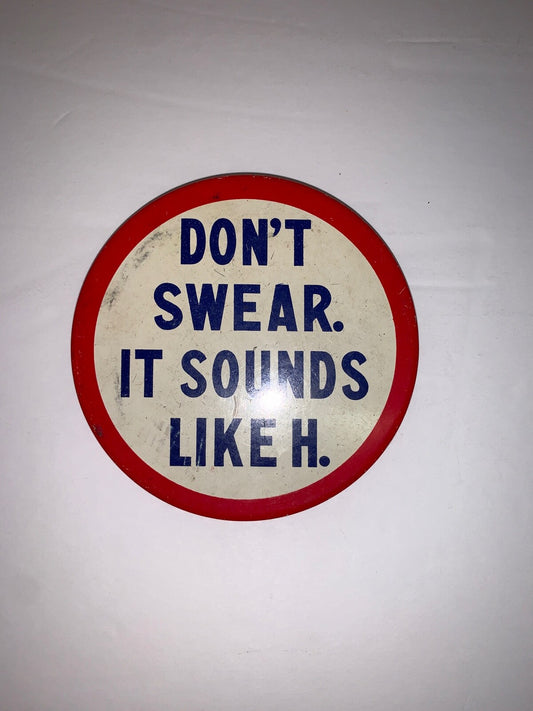 DON'T
SWEAR.
IT SOUNDS
LIKE H.